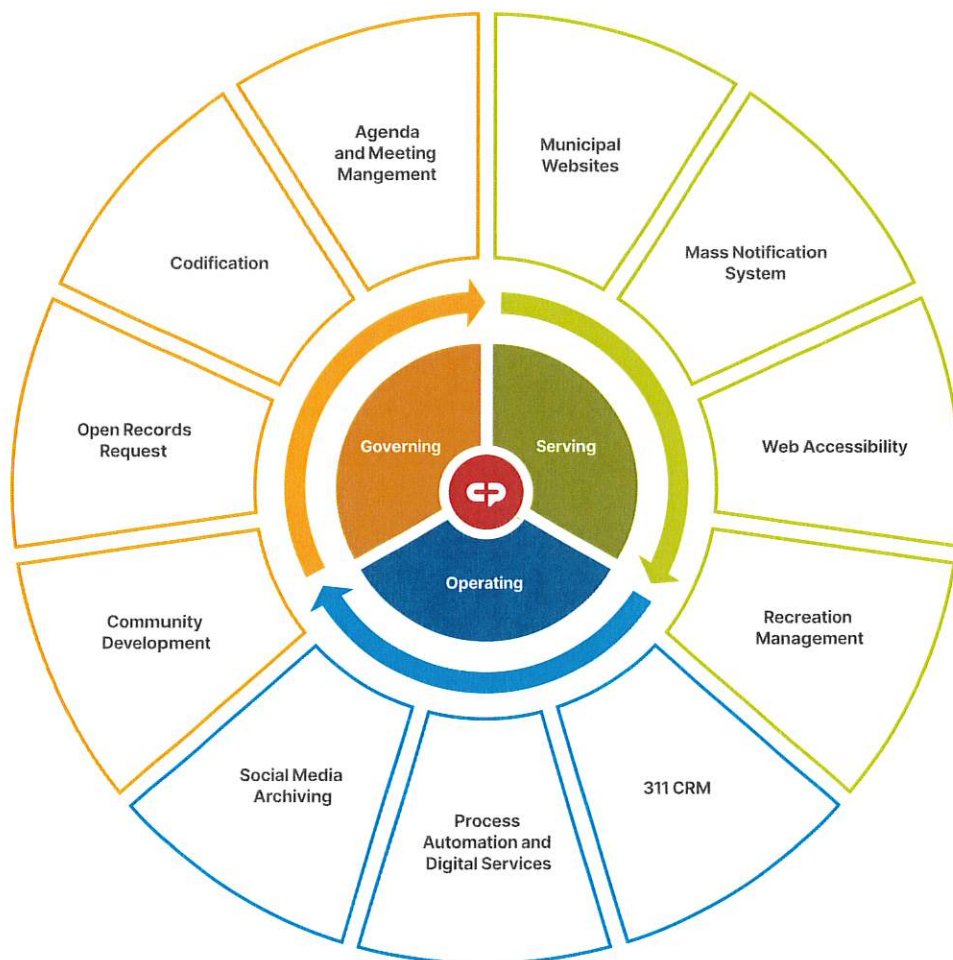 Agenda
and Meeting
Mangement
Municipal
Websites
Codification
Mass Notification
System
Open Records
Request
Governing
Serving
Web Accessibility
Operating
Community
Development
Recreation
Management
Social Media
Archiving
Process
Automation and
Digital Services
311 CRM